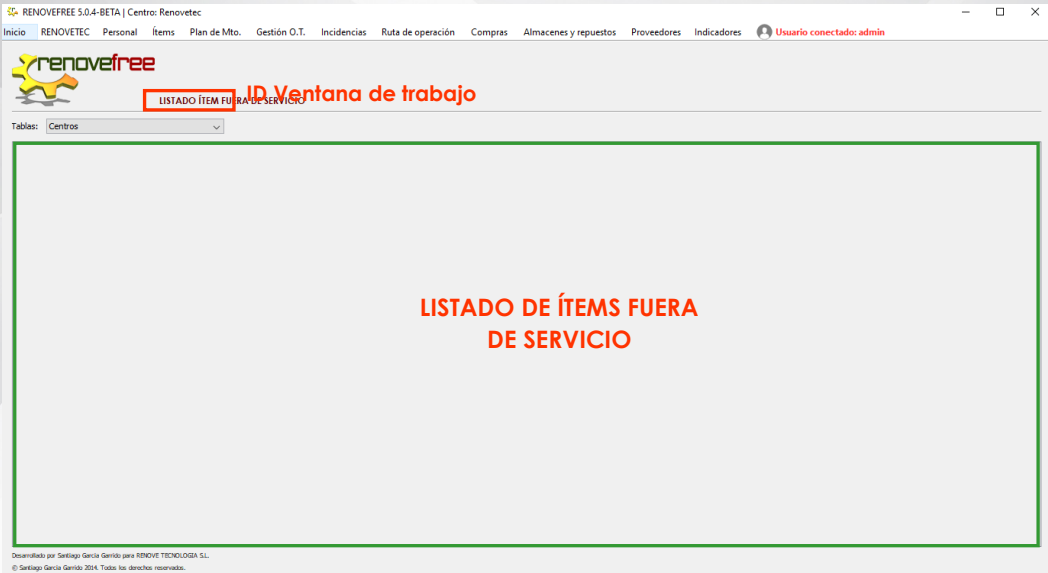 RENOVEFREE 5.0.4-BETA | Centro: Renovetec
Inicio RENOVETEC Personal Ítems Plan de Mto. Gestión O.T. Incidencias Ruta de operación Compras Almacenes y repuestos Proveedores Indicadores Usuario conectado: admin
renovefree
ID Ventana de trabajo
LISTADO ÍTEM FUERA DE SERVICIO
Tablas: Centros
LISTADO DE ÍTEMS FUERA
DE SERVICIO
Desarrollado por Santiago García Garrido para RENOVE TECNOLOGIA S.L.
© Santiago García Garrido 2014. Todos los derechos reservados.